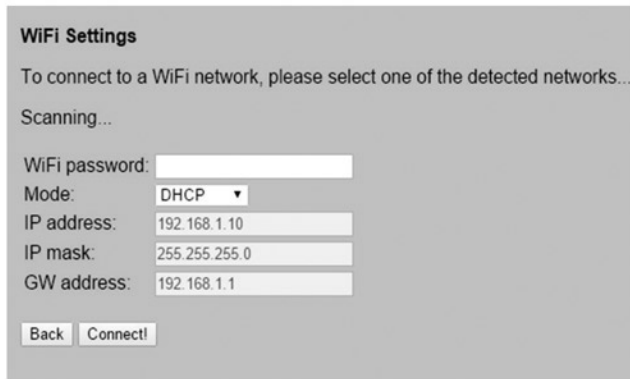 WiFi Settings
To connect to a WiFi network, please select one of the detected networks...
Scanning...
WiFi password:
Mode: DHCP
IP address: 192.168.1.10
IP mask: 255.255.255.0
GW address: 192.168.1.1
Back Connect!